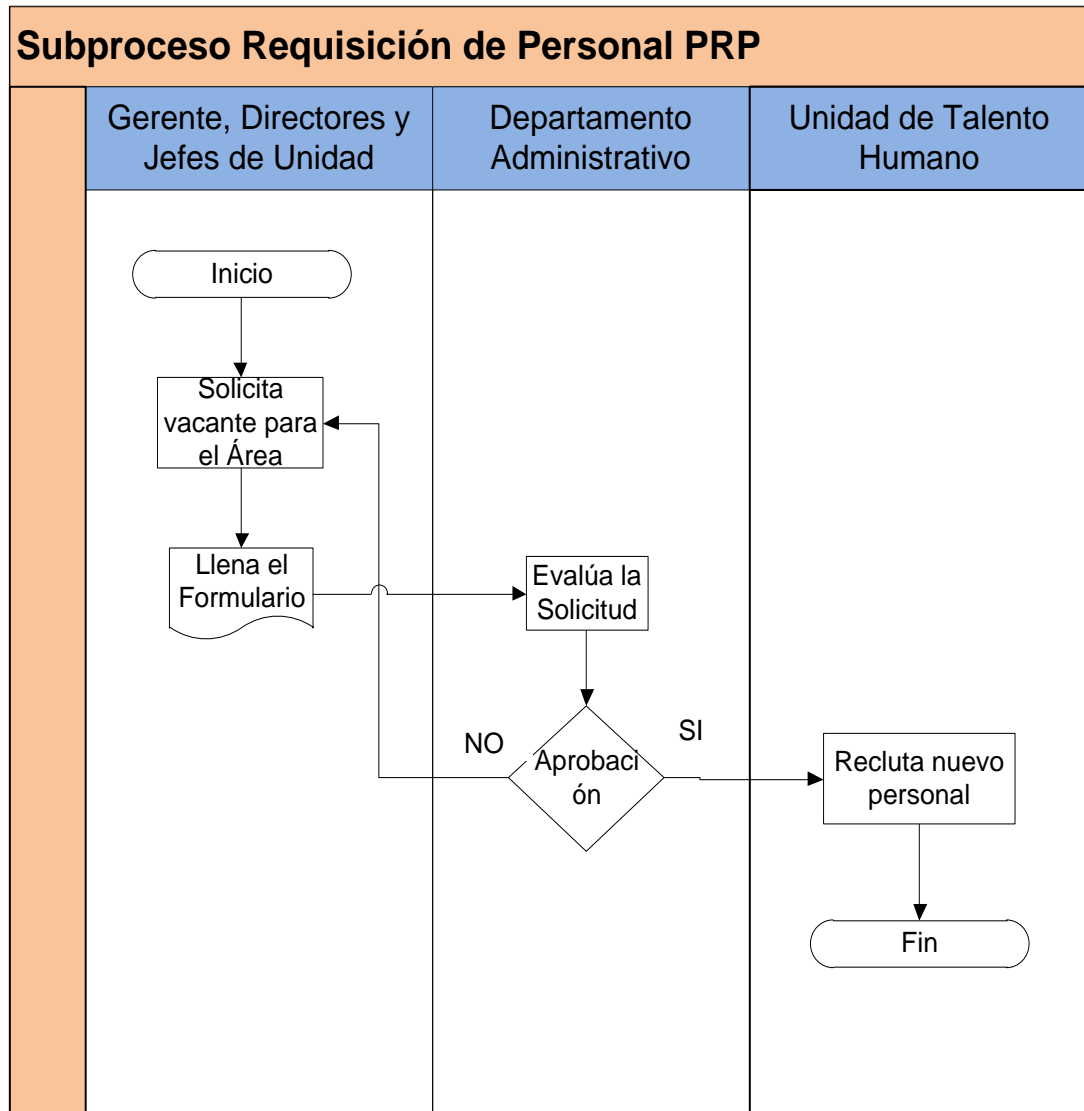 Subproceso Requisición de Personal PRP
Gerente, Directores y
Jefes de Unidad
Departamento
Administrativo
Unidad de Talento
Humano
Inicio
Solicita
vacante para
el Área
Llena el
Formulario
Evalúa la
Solicitud
NO
SI
Aprobaci
ón
Recluta nuevo
personal
Fin